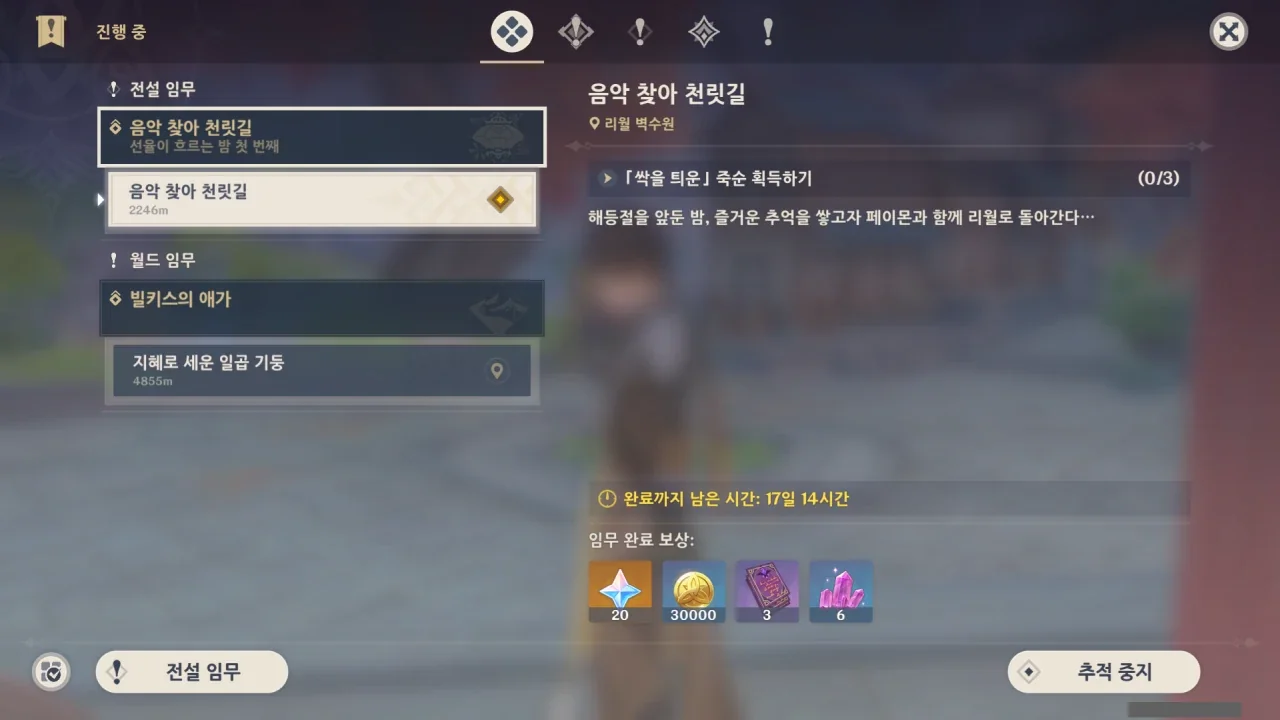 진행 중
전설 임무
음악 찾아 천릿길
선율이 흐르는 밤 첫 번째
음악 찾아 천릿길
2246m
월드 임무
빌키스의 애가
지혜로 세운 일곱 기둥
4855m
음악 찾아 천릿길
리월 벽수원
「싹을 틔운」 죽순 획득하기 (0/3)
해등절을 앞둔 밤, 즐거운 추억을 쌓고자 페이몬과 함께 리월로 돌아간다…
완료까지 남은 시간: 17일 14시간
임무 완료 보상:
20 30000 3 6
전설 임무
추적 중지